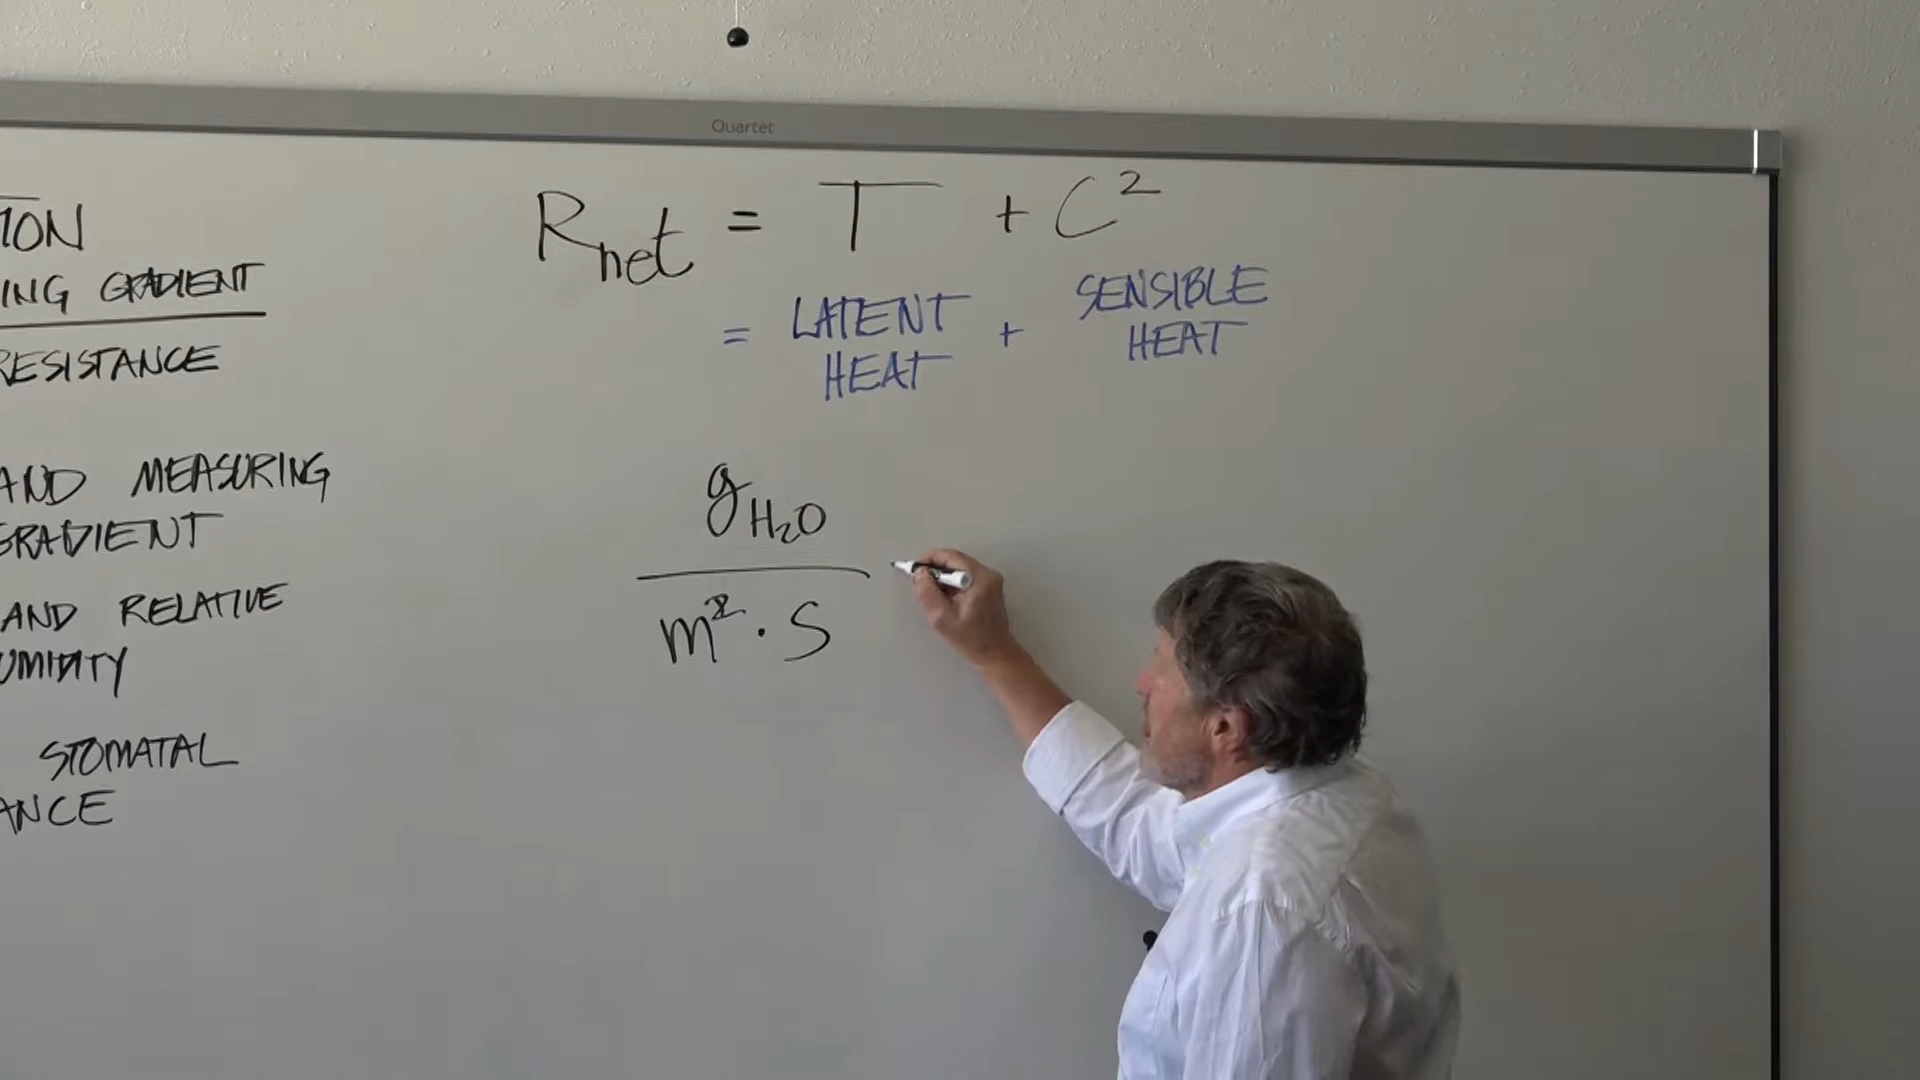 Quartet
ION
ING GRADIENT
RESISTANCE
AND MEASURING
GRADIENT
AND RELATIVE
UMIDITY
STOMATAL
ANCE
Rnet = T + C²
= LATENT HEAT + SENSIBLE HEAT
gH₂O
m² · S